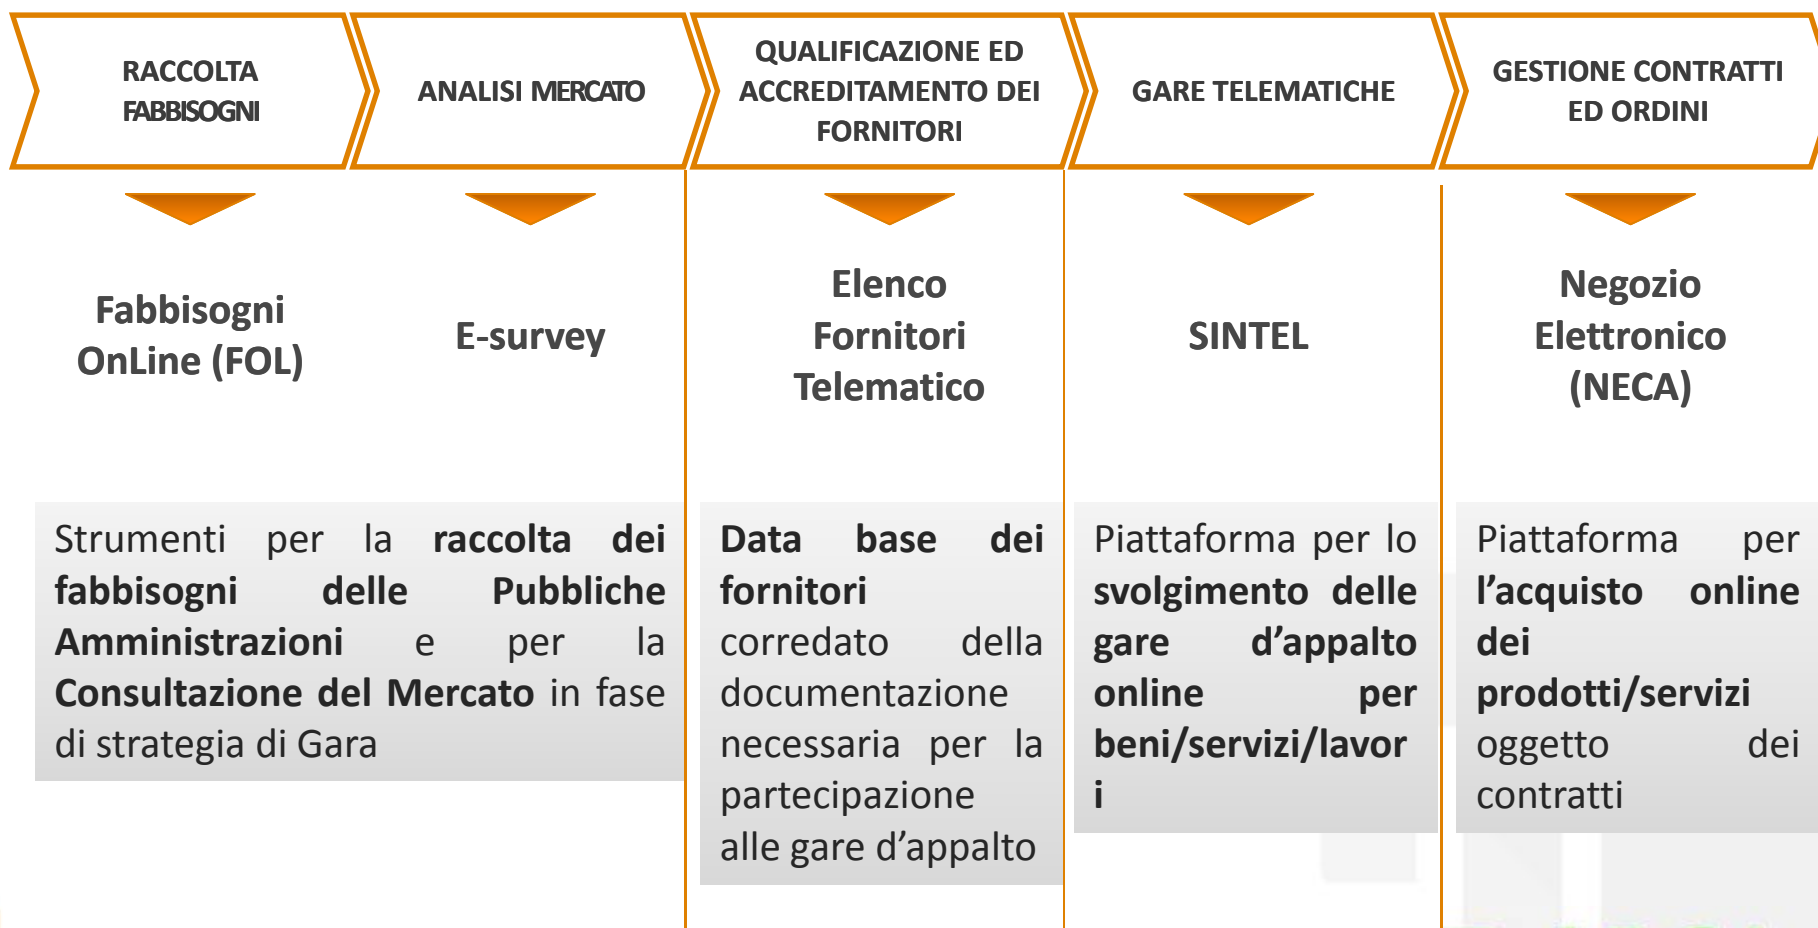 RACCOLTA
FABBISOGNI
ANALISI MERCATO
QUALIFICAZIONE ED
ACCREDITAMENTO DEI
FORNITORI
GARE TELEMATICHE
GESTIONE CONTRATTI
ED ORDINI
Fabbisogni
OnLine (FOL)
E-survey
Elenco
Fornitori
Telematico
SINTEL
Negozio
Elettronico
(NECA)
Strumenti per la raccolta dei
fabbisogni delle Pubbliche
Amministrazioni e per la
Consultazione del Mercato in fase
di strategia di Gara
Data base dei
fornitori
corredato della
documentazione
necessaria per la
partecipazione
alle gare d’appalto
Piattaforma per lo
svolgimento delle
gare d’appalto
online per
beni/servizi/lavor
i
Piattaforma per
l’acquisto online
dei
prodotti/servizi
oggetto dei
contratti